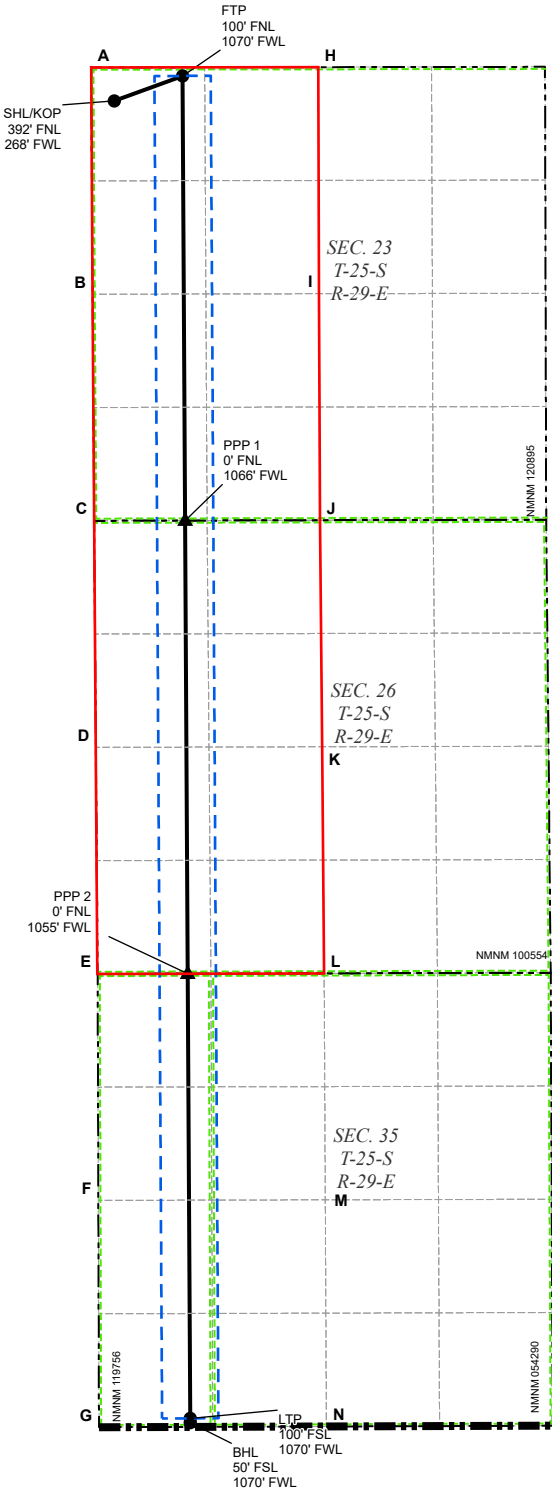 FTP
100' FNL
1070' FWL
A
H
SHL/KOP
392' FNL
268' FWL
SEC. 23
T-25-S
R-29-E
B
I
PPP 1
0' FNL
1066' FWL
NMNM 120895
C
J
SEC. 26
T-25-S
R-29-E
D
K
PPP 2
0' FNL
1055' FWL
E
L
NMNM 100554
SEC. 35
T-25-S
R-29-E
F
M
NMNM 119756
NMNM 054290
G
LTP
100' FSL
1070' FWL
N
BHL
50' FSL
1070' FWL